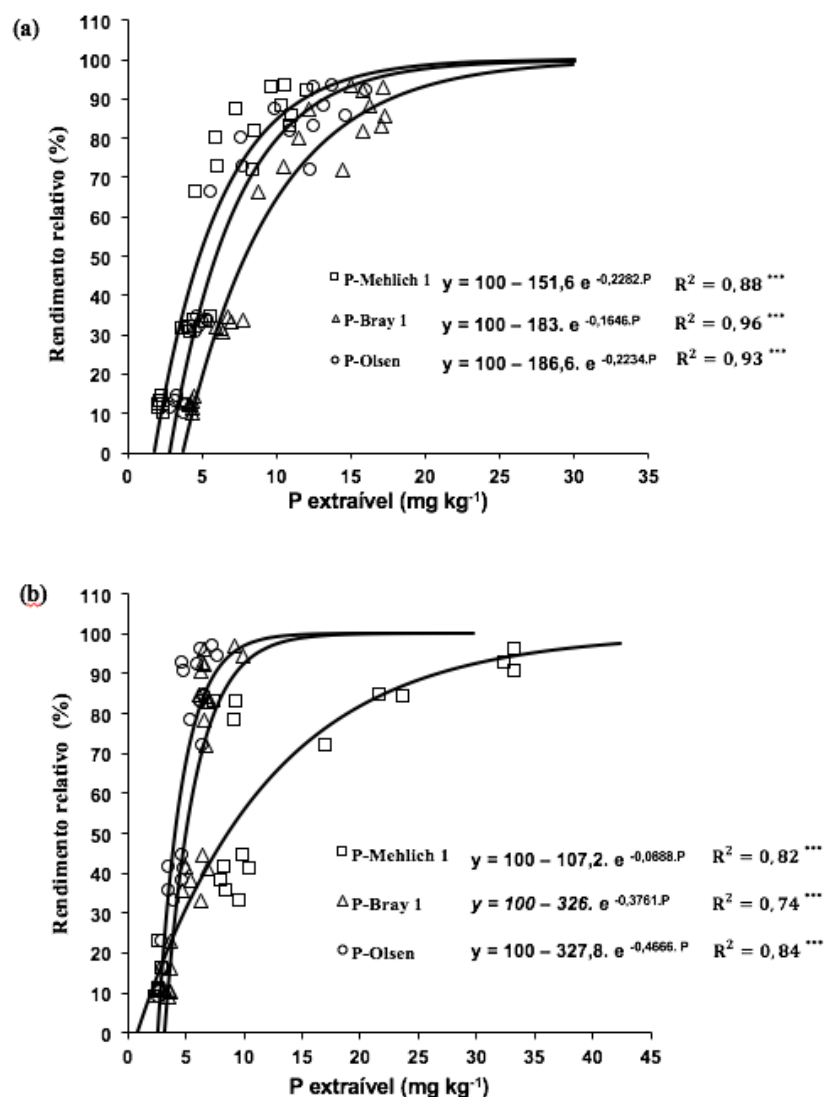 (a)
110
100
90
80
70
60
50
40
30
20
10
0
Rendimento relativo (%)
P-Mehlich 1 y = 100 – 151,6 e -0,2282.P R² = 0,88 ***
P-Bray 1 y = 100 – 183. e -0,1646.P R² = 0,96 ***
P-Olsen y = 100 – 186,6. e -0,2234.P R² = 0,93 ***
0 5 10 15 20 25 30 35
P extraível (mg kg⁻¹)
(b)
110
100
90
80
70
60
50
40
30
20
10
0
Rendimento relativo (%)
P-Mehlich 1 y = 100 – 107,2. e -0,0888.P R² = 0,82 ***
P-Bray 1 y = 100 – 326. e -0,3761.P R² = 0,74 ***
P-Olsen y = 100 – 327,8. e -0,4666. P R² = 0,84 ***
0 5 10 15 20 25 30 35 40 45
P extraível (mg kg⁻¹)